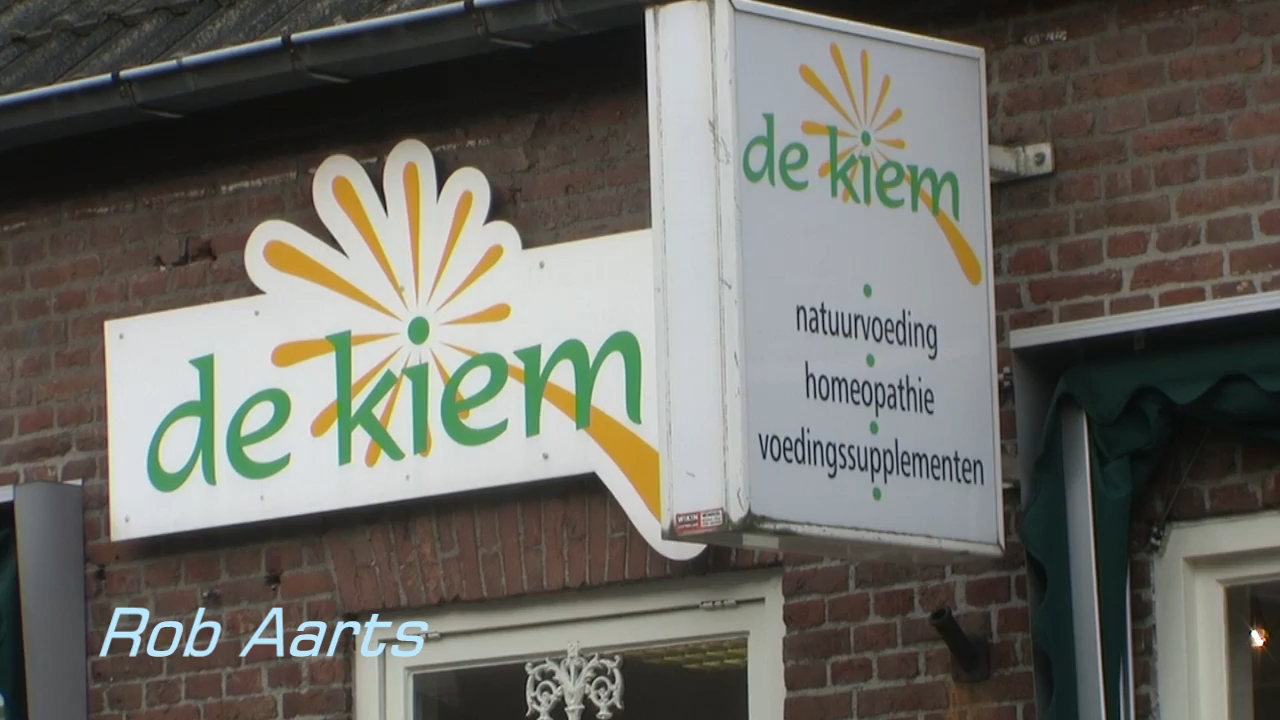 de kiem
de kiem
natuurvoeding
homeopathie
voedingssupplementen
Rob Aarts